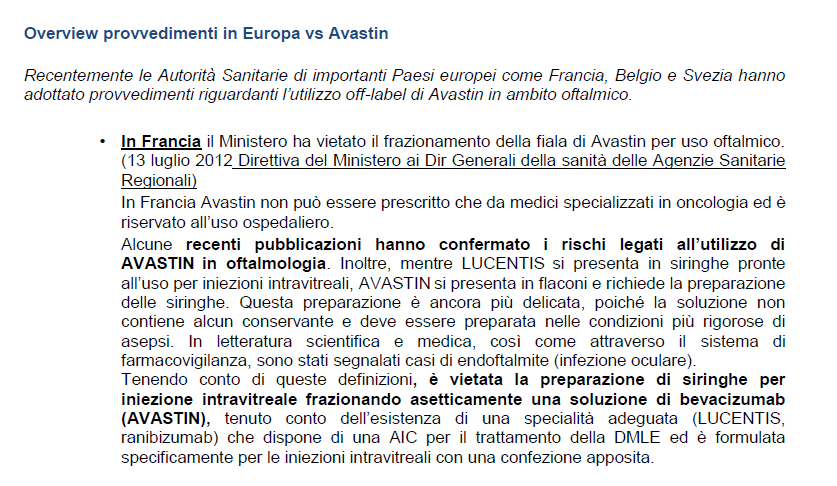 Overview provvedimenti in Europa vs Avastin
Recentemente le Autorità Sanitarie di importanti Paesi europei come Francia, Belgio e Svezia hanno
adottato provvedimenti riguardanti l'utilizzo off-label di Avastin in ambito oftalmico.
• In Francia il Ministero ha vietato il frazionamento della fiala di Avastin per uso oftalmico.
(13 luglio 2012 Direttiva del Ministero ai Dir Generali della sanità delle Agenzie Sanitarie
Regionali)
In Francia Avastin non può essere prescritto che da medici specializzati in oncologia ed è
riservato all'uso ospedaliero.
Alcune recenti pubblicazioni hanno confermato i rischi legati all'utilizzo di
AVASTIN in oftalmologia. Inoltre, mentre LUCENTIS si presenta in siringhe pronte
all'uso per iniezioni intravitreali, AVASTIN si presenta in flaconi e richiede la preparazione
delle siringhe. Questa preparazione è ancora più delicata, poiché la soluzione non
contiene alcun conservante e deve essere preparata nelle condizioni più rigorose di
asepsi. In letteratura scientifica e medica, così come attraverso il sistema di
farmacovigilanza, sono stati segnalati casi di endoftalmite (infezione oculare).
Tenendo conto di queste definizioni, è vietata la preparazione di siringhe per
iniezione intravitreale frazionando asetticamente una soluzione di bevacizumab
(AVASTIN), tenuto conto dell'esistenza di una specialità adeguata (LUCENTIS,
ranibizumab) che dispone di una AIC per il trattamento della DMLE ed è formulata
specificamente per le iniezioni intravitreali con una confezione apposita.